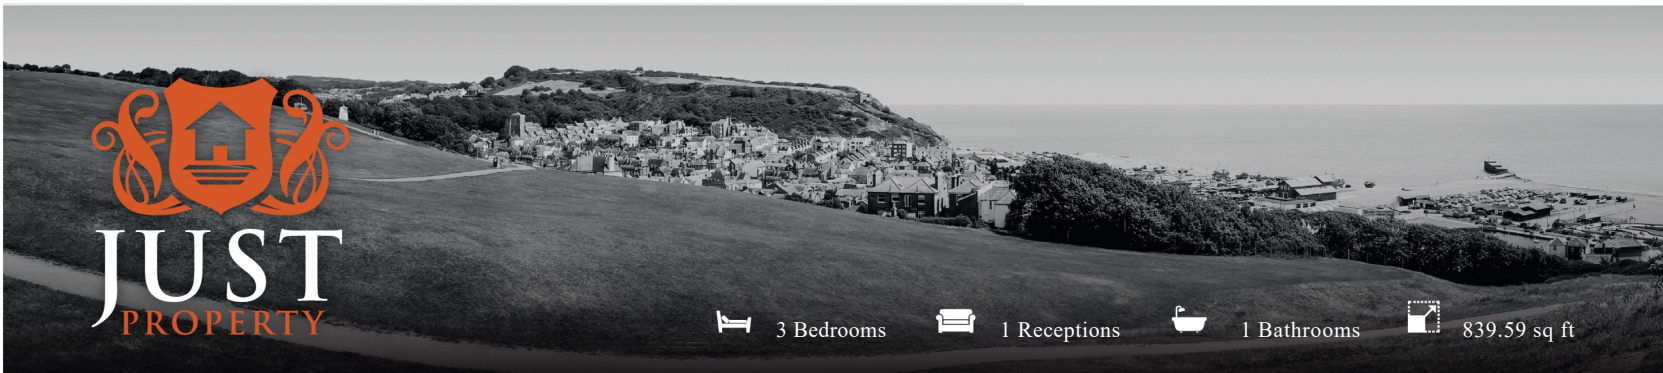 JUST
PROPERTY
3 Bedrooms 1 Receptions 1 Bathrooms 839.59 sq ft